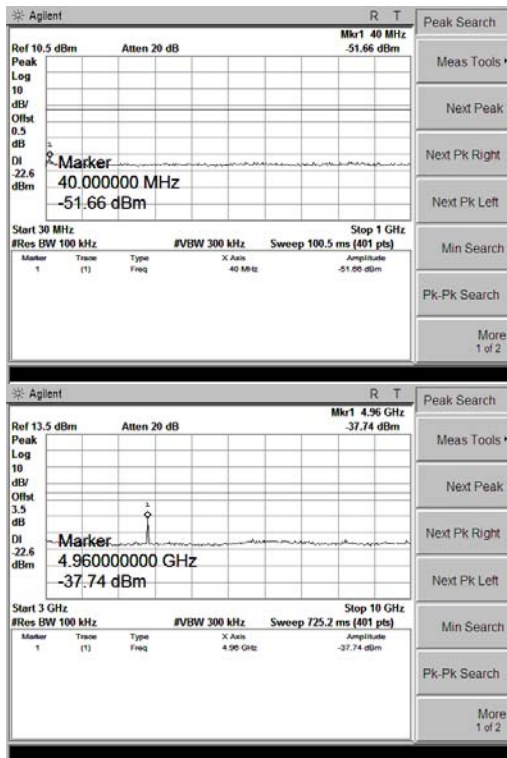 Agilent R T
Peak Search
Mkr1 40 MHz
Ref 10.5 dBm Atten 20 dB -51.66 dBm
Peak
Log
10
dB/
Offst
0.5
dB
DI
-22.6
dBm
1
Marker
40.000000 MHz
-51.66 dBm
Start 30 MHz Stop 1 GHz
#Res BW 100 kHz #VBW 300 kHz Sweep 100.5 ms (401 pts)
Marker Trace Type X Axis Amplitude
1 (1) Freq 40 MHz -51.66 dBm
Meas Tools
Next Peak
Next Pk Right
Next Pk Left
Min Search
Pk-Pk Search
More
1 of 2
Agilent R T
Peak Search
Mkr1 4.96 GHz
Ref 13.5 dBm Atten 20 dB -37.74 dBm
Peak
Log
10
dB/
Offst
3.5
dB
DI
-22.6
dBm
1
Marker
4.960000000 GHz
-37.74 dBm
Start 3 GHz Stop 10 GHz
#Res BW 100 kHz #VBW 300 kHz Sweep 725.2 ms (401 pts)
Marker Trace Type X Axis Amplitude
1 (1) Freq 4.96 GHz -37.74 dBm
Meas Tools
Next Peak
Next Pk Right
Next Pk Left
Min Search
Pk-Pk Search
More
1 of 2